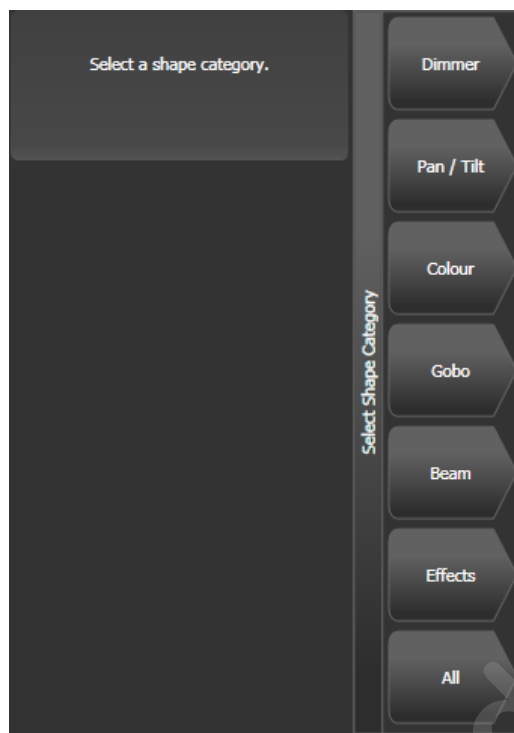 Select a shape category.
Select Shape Category
Dimmer
Pan / Tilt
Colour
Gobo
Beam
Effects
All